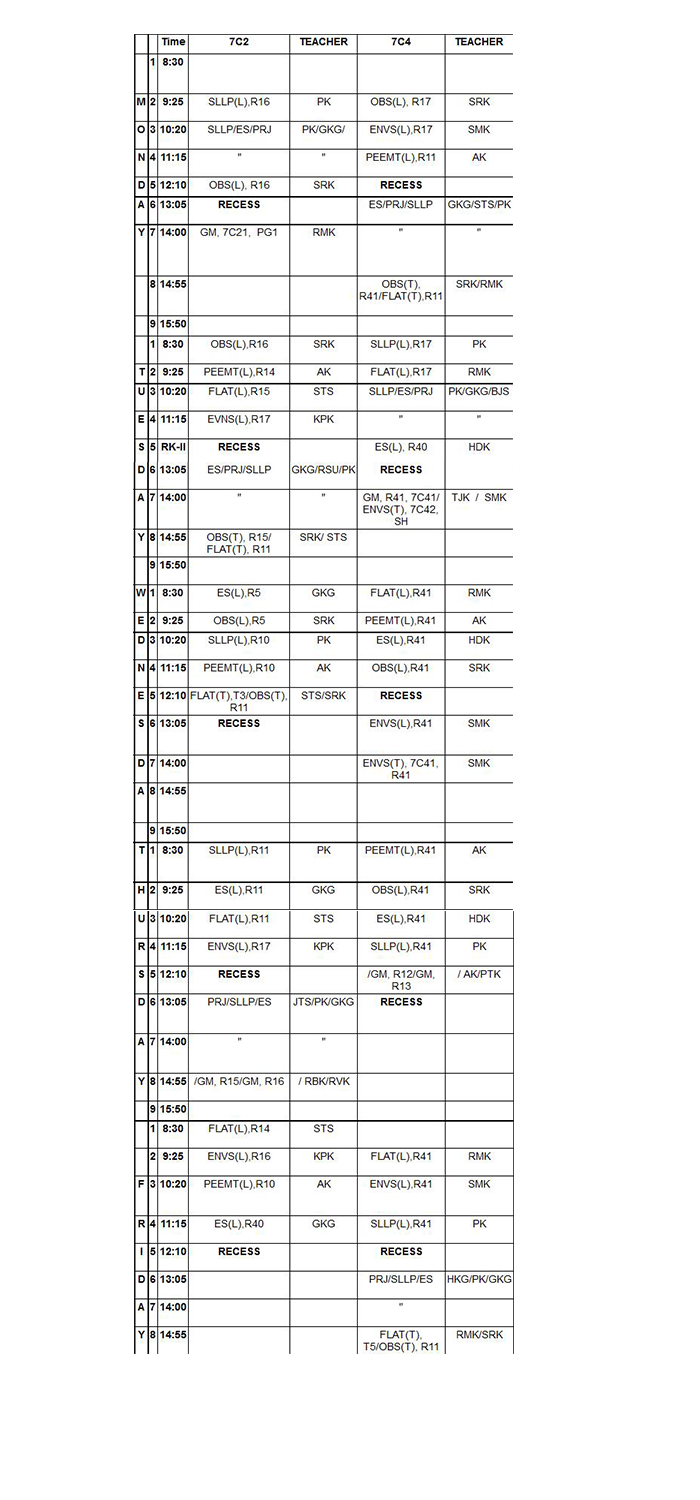 Time 7C2 TEACHER 7C4 TEACHER
1 8:30
M 2 9:25 SLLP(L),R16 PK OBS(L), R17 SRK
O 3 10:20 SLLP/ES/PRJ PK/GKG/ ENVS(L),R17 SMK
N 4 11:15 " " PEEMT(L),R11 AK
D 5 12:10 OBS(L), R16 SRK RECESS
A 6 13:05 RECESS ES/PRJ/SLLP GKG/STS/PK
Y 7 14:00 GM, 7C21, PG1 RMK " "
8 14:55 OBS(T), SRK/RMK
R41/FLAT(T),R11
9 15:50
1 8:30 OBS(L),R16 SRK SLLP(L),R17 PK
T 2 9:25 PEEMT(L),R14 AK FLAT(L),R17 RMK
U 3 10:20 FLAT(L),R15 STS SLLP/ES/PRJ PK/GKG/BJS
E 4 11:15 EVNS(L),R17 KPK " "
S 5 RK-II RECESS ES(L), R40 HDK
D 6 13:05 ES/PRJ/SLLP GKG/RSU/PK RECESS
A 7 14:00 " " GM, R41, 7C41/ TJK / SMK
ENVS(T), 7C42,
SH
Y 8 14:55 OBS(T), R15/ SRK/ STS
FLAT(T), R11
9 15:50
W 1 8:30 ES(L),R5 GKG FLAT(L),R41 RMK
E 2 9:25 OBS(L),R5 SRK PEEMT(L),R41 AK
D 3 10:20 SLLP(L),R10 PK ES(L),R41 HDK
N 4 11:15 PEEMT(L),R10 AK OBS(L),R41 SRK
E 5 12:10 FLAT(T),T3/OBS(T), STS/SRK RECESS
R11
S 6 13:05 RECESS ENVS(L),R41 SMK
D 7 14:00 ENVS(T), 7C41, SMK
R41
A 8 14:55
9 15:50
T 1 8:30 SLLP(L),R11 PK PEEMT(L),R41 AK
H 2 9:25 ES(L),R11 GKG OBS(L),R41 SRK
U 3 10:20 FLAT(L),R11 STS ES(L),R41 HDK
R 4 11:15 ENVS(L),R17 KPK SLLP(L),R41 PK
S 5 12:10 RECESS /GM, R12/GM, / AK/PTK
R13
D 6 13:05 PRJ/SLLP/ES JTS/PK/GKG RECESS
A 7 14:00 " "
Y 8 14:55 /GM, R15/GM, R16 / RBK/RVK
9 15:50
1 8:30 FLAT(L),R14 STS
2 9:25 ENVS(L),R16 KPK FLAT(L),R41 RMK
F 3 10:20 PEEMT(L),R10 AK ENVS(L),R41 SMK
R 4 11:15 ES(L),R40 GKG SLLP(L),R41 PK
I 5 12:10 RECESS RECESS
D 6 13:05 PRJ/SLLP/ES HKG/PK/GKG
A 7 14:00 "
Y 8 14:55 FLAT(T), RMK/SRK
T5/OBS(T), R11